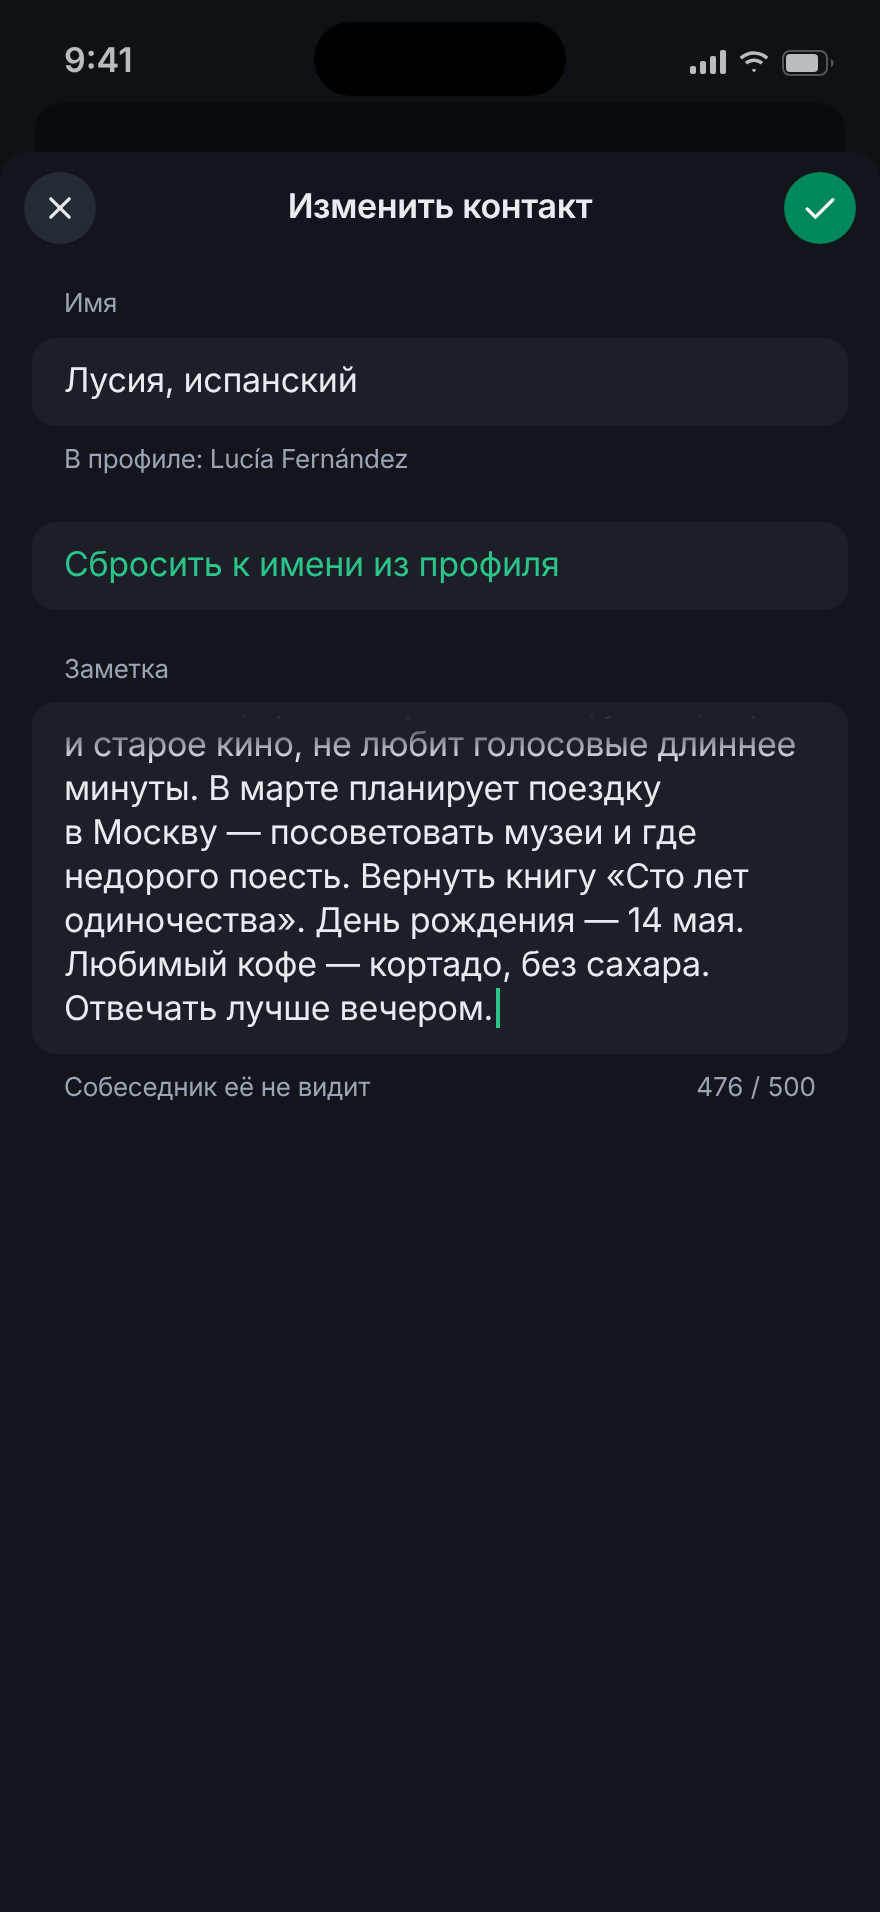 9:41
Изменить контакт
Имя
Лусия, испанский
В профиле: Lucía Fernández
Сбросить к имени из профиля
Заметка
и старое кино, не любит голосовые длиннее
минуты. В марте планирует поездку
в Москву — посоветовать музеи и где
недорого поесть. Вернуть книгу «Сто лет
одиночества». День рождения — 14 мая.
Любимый кофе — кортадо, без сахара.
Отвечать лучше вечером.
Собеседник её не видит
476 / 500